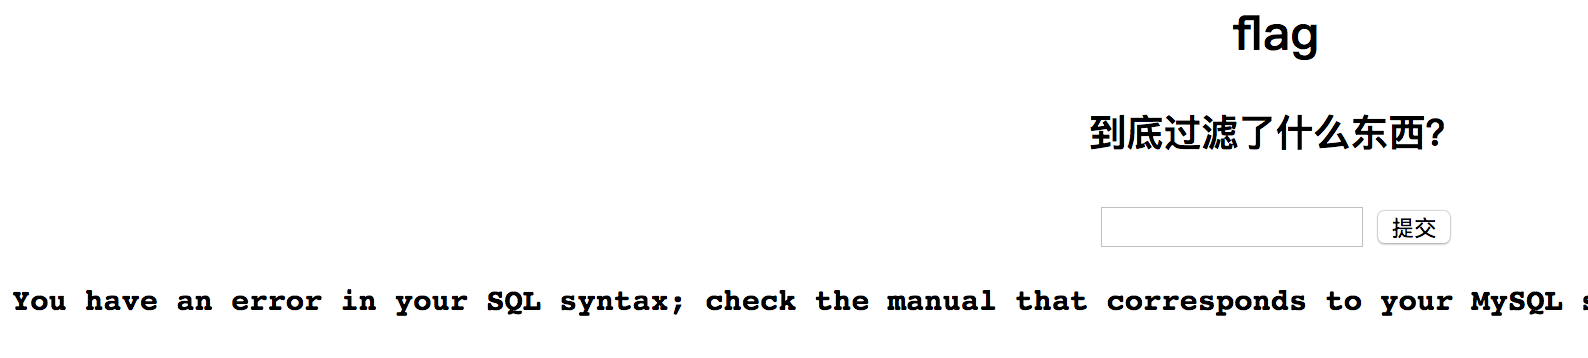 flag
到底过滤了什么东西?
提交
You have an error in your SQL syntax; check the manual that corresponds to your MySQL